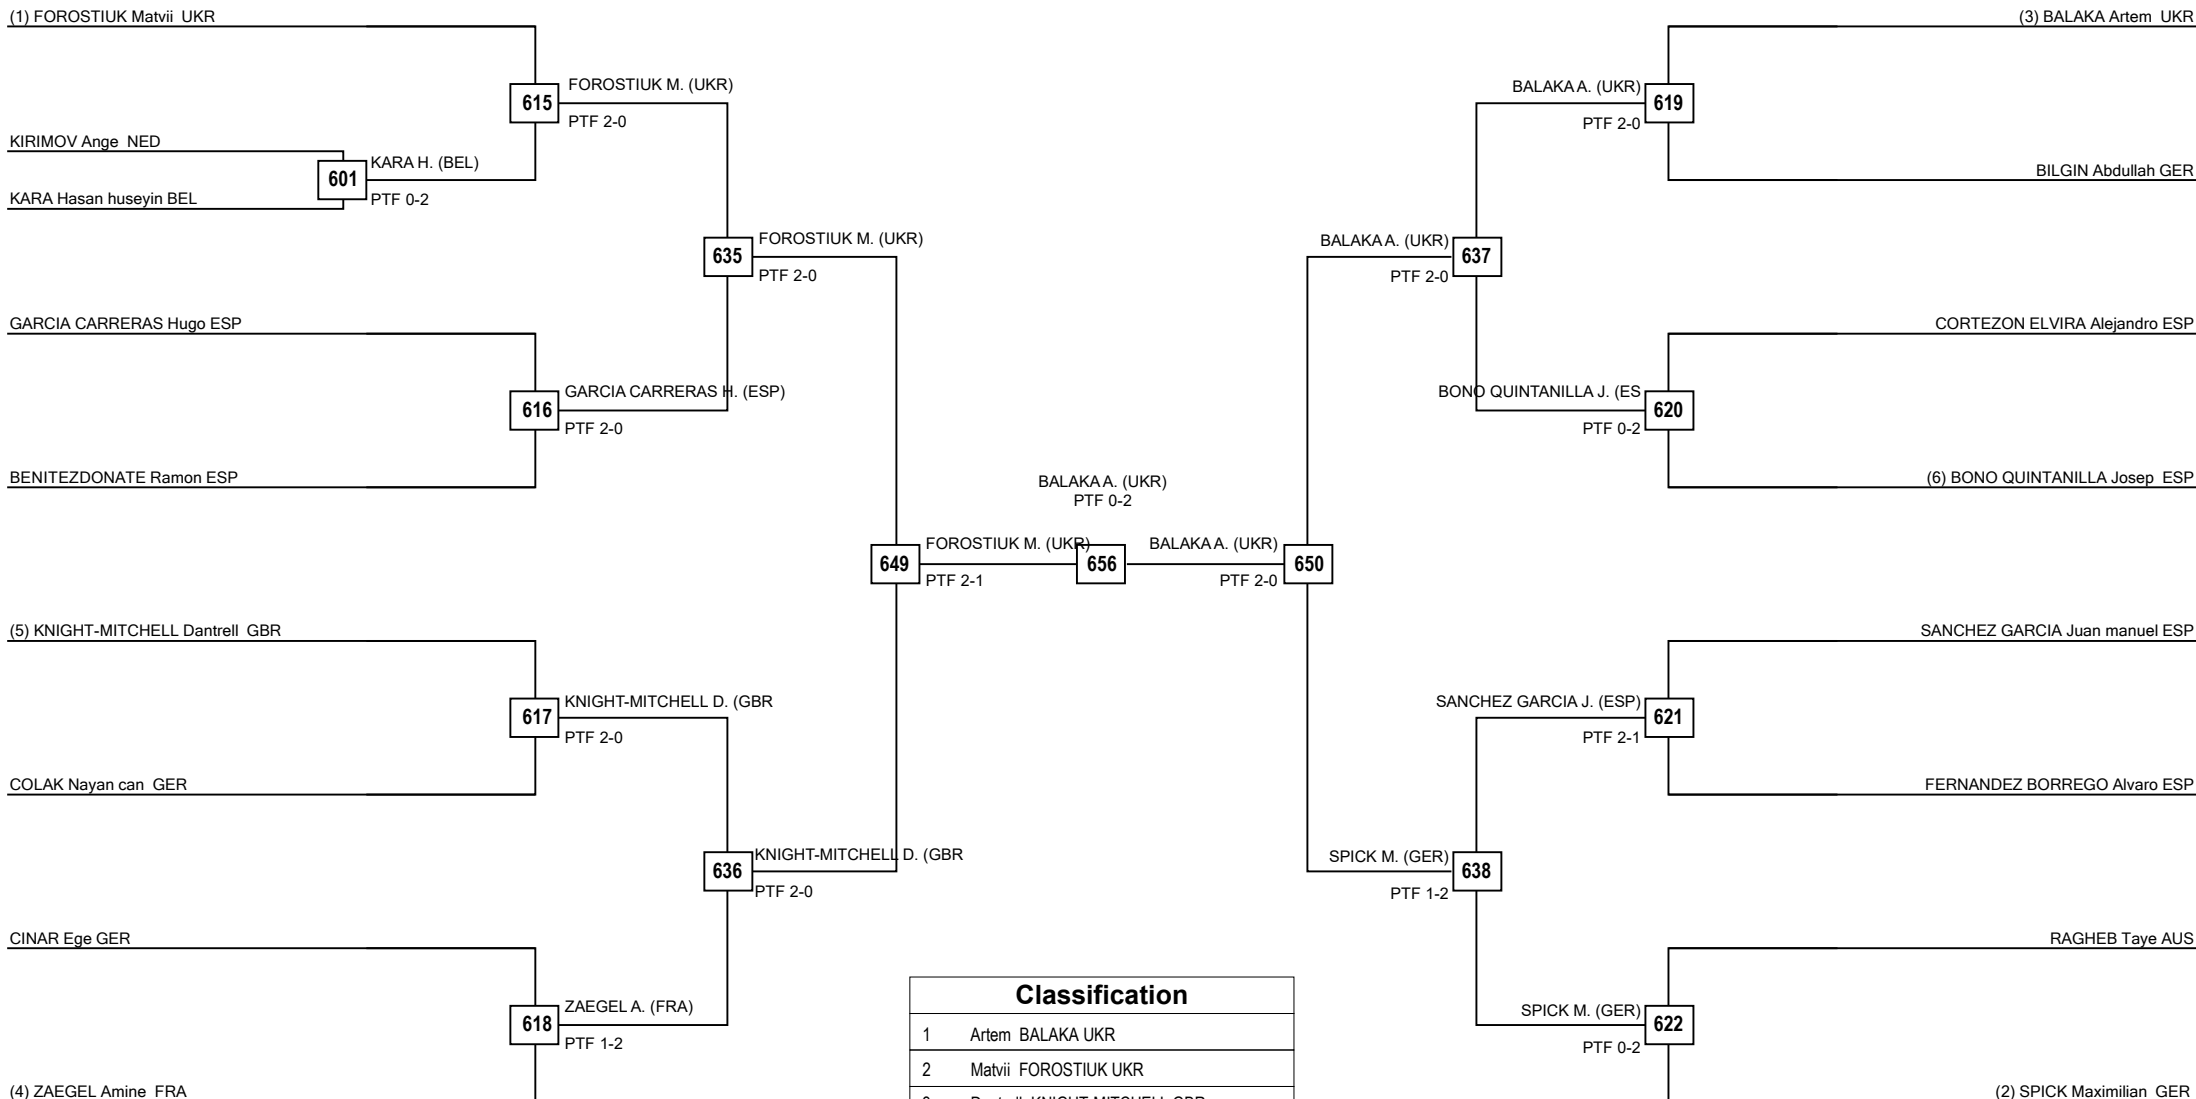 (1) FOROSTIUK Matvii UKR
(3) BALAKA Artem UKR
615
FOROSTIUK M. (UKR)
PTF 2-0
BALAKA A. (UKR)
619
PTF 2-0
KIRIMOV Ange NED
601
KARA H. (BEL)
PTF 0-2
KARA Hasan huseyin BEL
BILGIN Abdullah GER
635
FOROSTIUK M. (UKR)
PTF 2-0
BALAKA A. (UKR)
637
PTF 2-0
GARCIA CARRERAS Hugo ESP
CORTEZON ELVIRA Alejandro ESP
616
GARCIA CARRERAS H. (ESP)
PTF 2-0
BONO QUINTANILLA J. (ES
620
PTF 0-2
BENITEZDONATE Ramon ESP
(6) BONO QUINTANILLA Josep ESP
BALAKA A. (UKR)
PTF 0-2
649
FOROSTIUK M. (UKR)
PTF 2-1
656
BALAKA A. (UKR)
PTF 2-0
650
(5) KNIGHT-MITCHELL Dantrell GBR
SANCHEZ GARCIA Juan manuel ESP
617
KNIGHT-MITCHELL D. (GBR
PTF 2-0
SANCHEZ GARCIA J. (ESP)
621
PTF 2-1
COLAK Nayan can GER
FERNANDEZ BORREGO Alvaro ESP
636
KNIGHT-MITCHELL D. (GBR
PTF 2-0
SPICK M. (GER)
638
PTF 1-2
CINAR Ege GER
RAGHEB Taye AUS
618
ZAEGEL A. (FRA)
PTF 1-2
SPICK M. (GER)
622
PTF 0-2
(4) ZAEGEL Amine FRA
(2) SPICK Maximilian GER
Classification
1 Artem BALAKA UKR
2 Matvii FOROSTIUK UKR